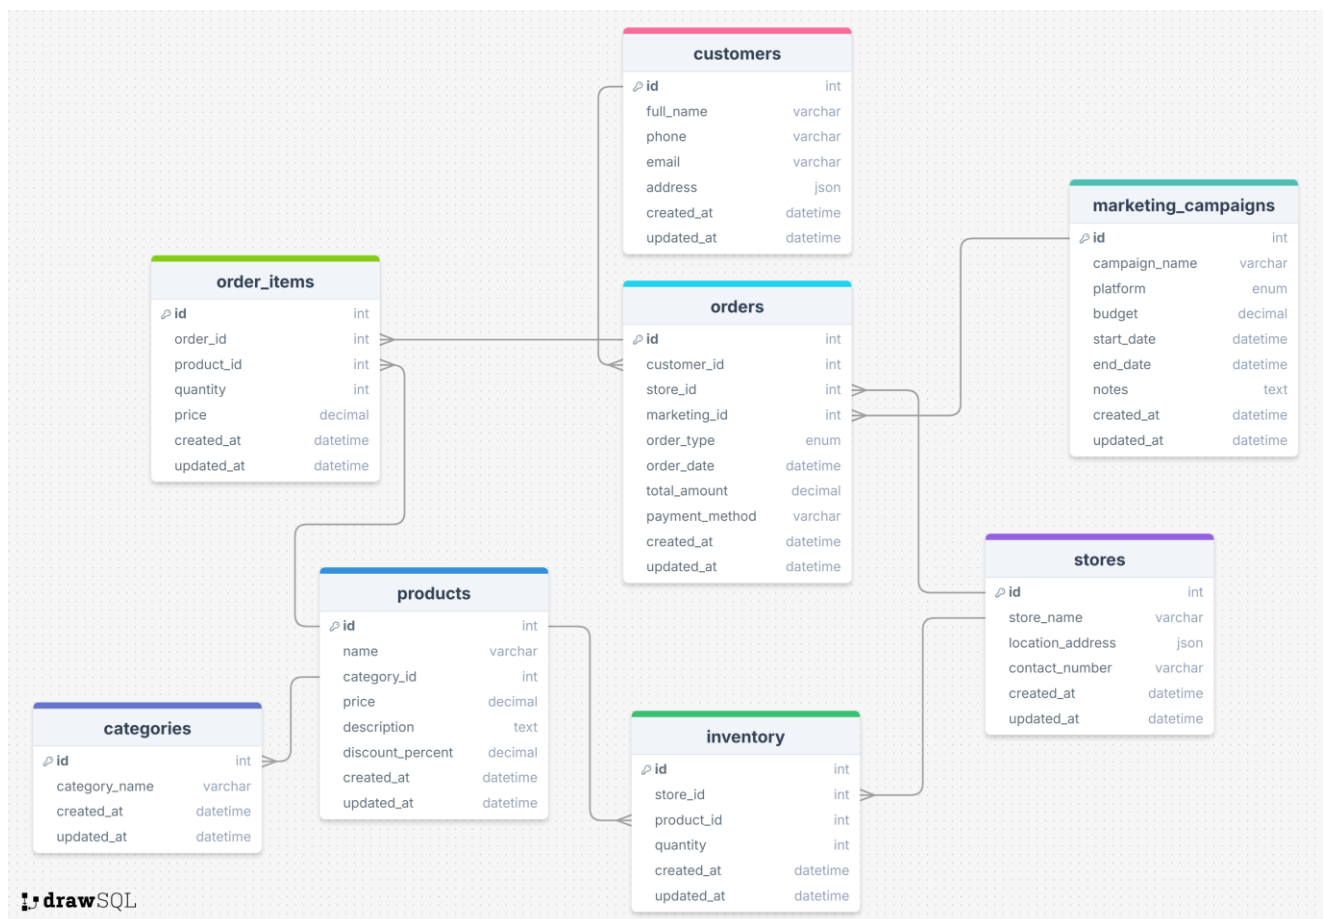 customers
id int
full_name varchar
phone varchar
email varchar
address json
created_at datetime
updated_at datetime
marketing_campaigns
id int
campaign_name varchar
platform enum
budget decimal
start_date datetime
end_date datetime
notes text
created_at datetime
updated_at datetime
order_items
id int
order_id int
product_id int
quantity int
price decimal
created_at datetime
updated_at datetime
orders
id int
customer_id int
store_id int
marketing_id int
order_type enum
order_date datetime
total_amount decimal
payment_method varchar
created_at datetime
updated_at datetime
stores
id int
store_name varchar
location_address json
contact_number varchar
created_at datetime
updated_at datetime
products
id int
name varchar
category_id int
price decimal
description text
discount_percent decimal
created_at datetime
updated_at datetime
categories
id int
category_name varchar
created_at datetime
updated_at datetime
inventory
id int
store_id int
product_id int
quantity int
created_at datetime
updated_at datetime
drawSQL